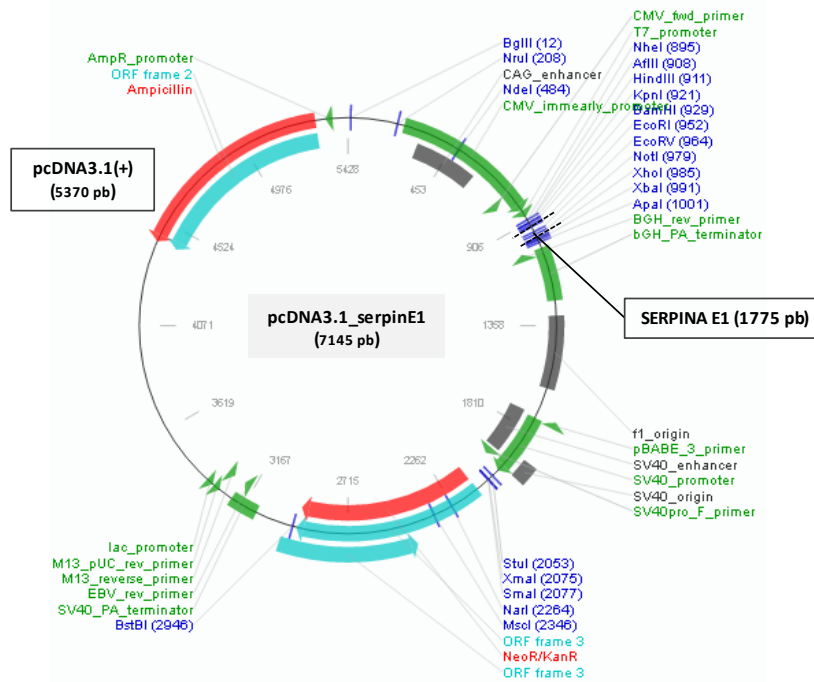 CMV_fwd_primer
T7_promoter
NheI (895)
AflII (908)
HindIII (911)
KpnI (921)
BamHI (929)
EcoRI (952)
EcoRV (964)
NotI (979)
XhoI (985)
XbaI (991)
ApaI (1001)
BGH_rev_primer
bGH_PA_terminator
BglII (12)
NruI (208)
CAG_enhancer
NdeI (484)
CMV_immearly_promoter
AmpR_promoter
ORF frame 2
Ampicillin
pcDNA3.1(+)
(5370 pb)
5428
453
906
1358
1810
2262
2715
3167
3619
4071
4524
4976
pcDNA3.1_serpinE1
(7145 pb)
SERPINA E1 (1775 pb)
f1_origin
pBABE_3_primer
SV40_enhancer
SV40_promoter
SV40_origin
SV40pro_F_primer
lac_promoter
M13_pUC_rev_primer
M13_reverse_primer
EBV_rev_primer
SV40_PA_terminator
BstBI (2946)
StuI (2053)
XmaI (2075)
SmaI (2077)
NarI (2264)
MscI (2346)
ORF frame 3
NeoR/KanR
ORF frame 3